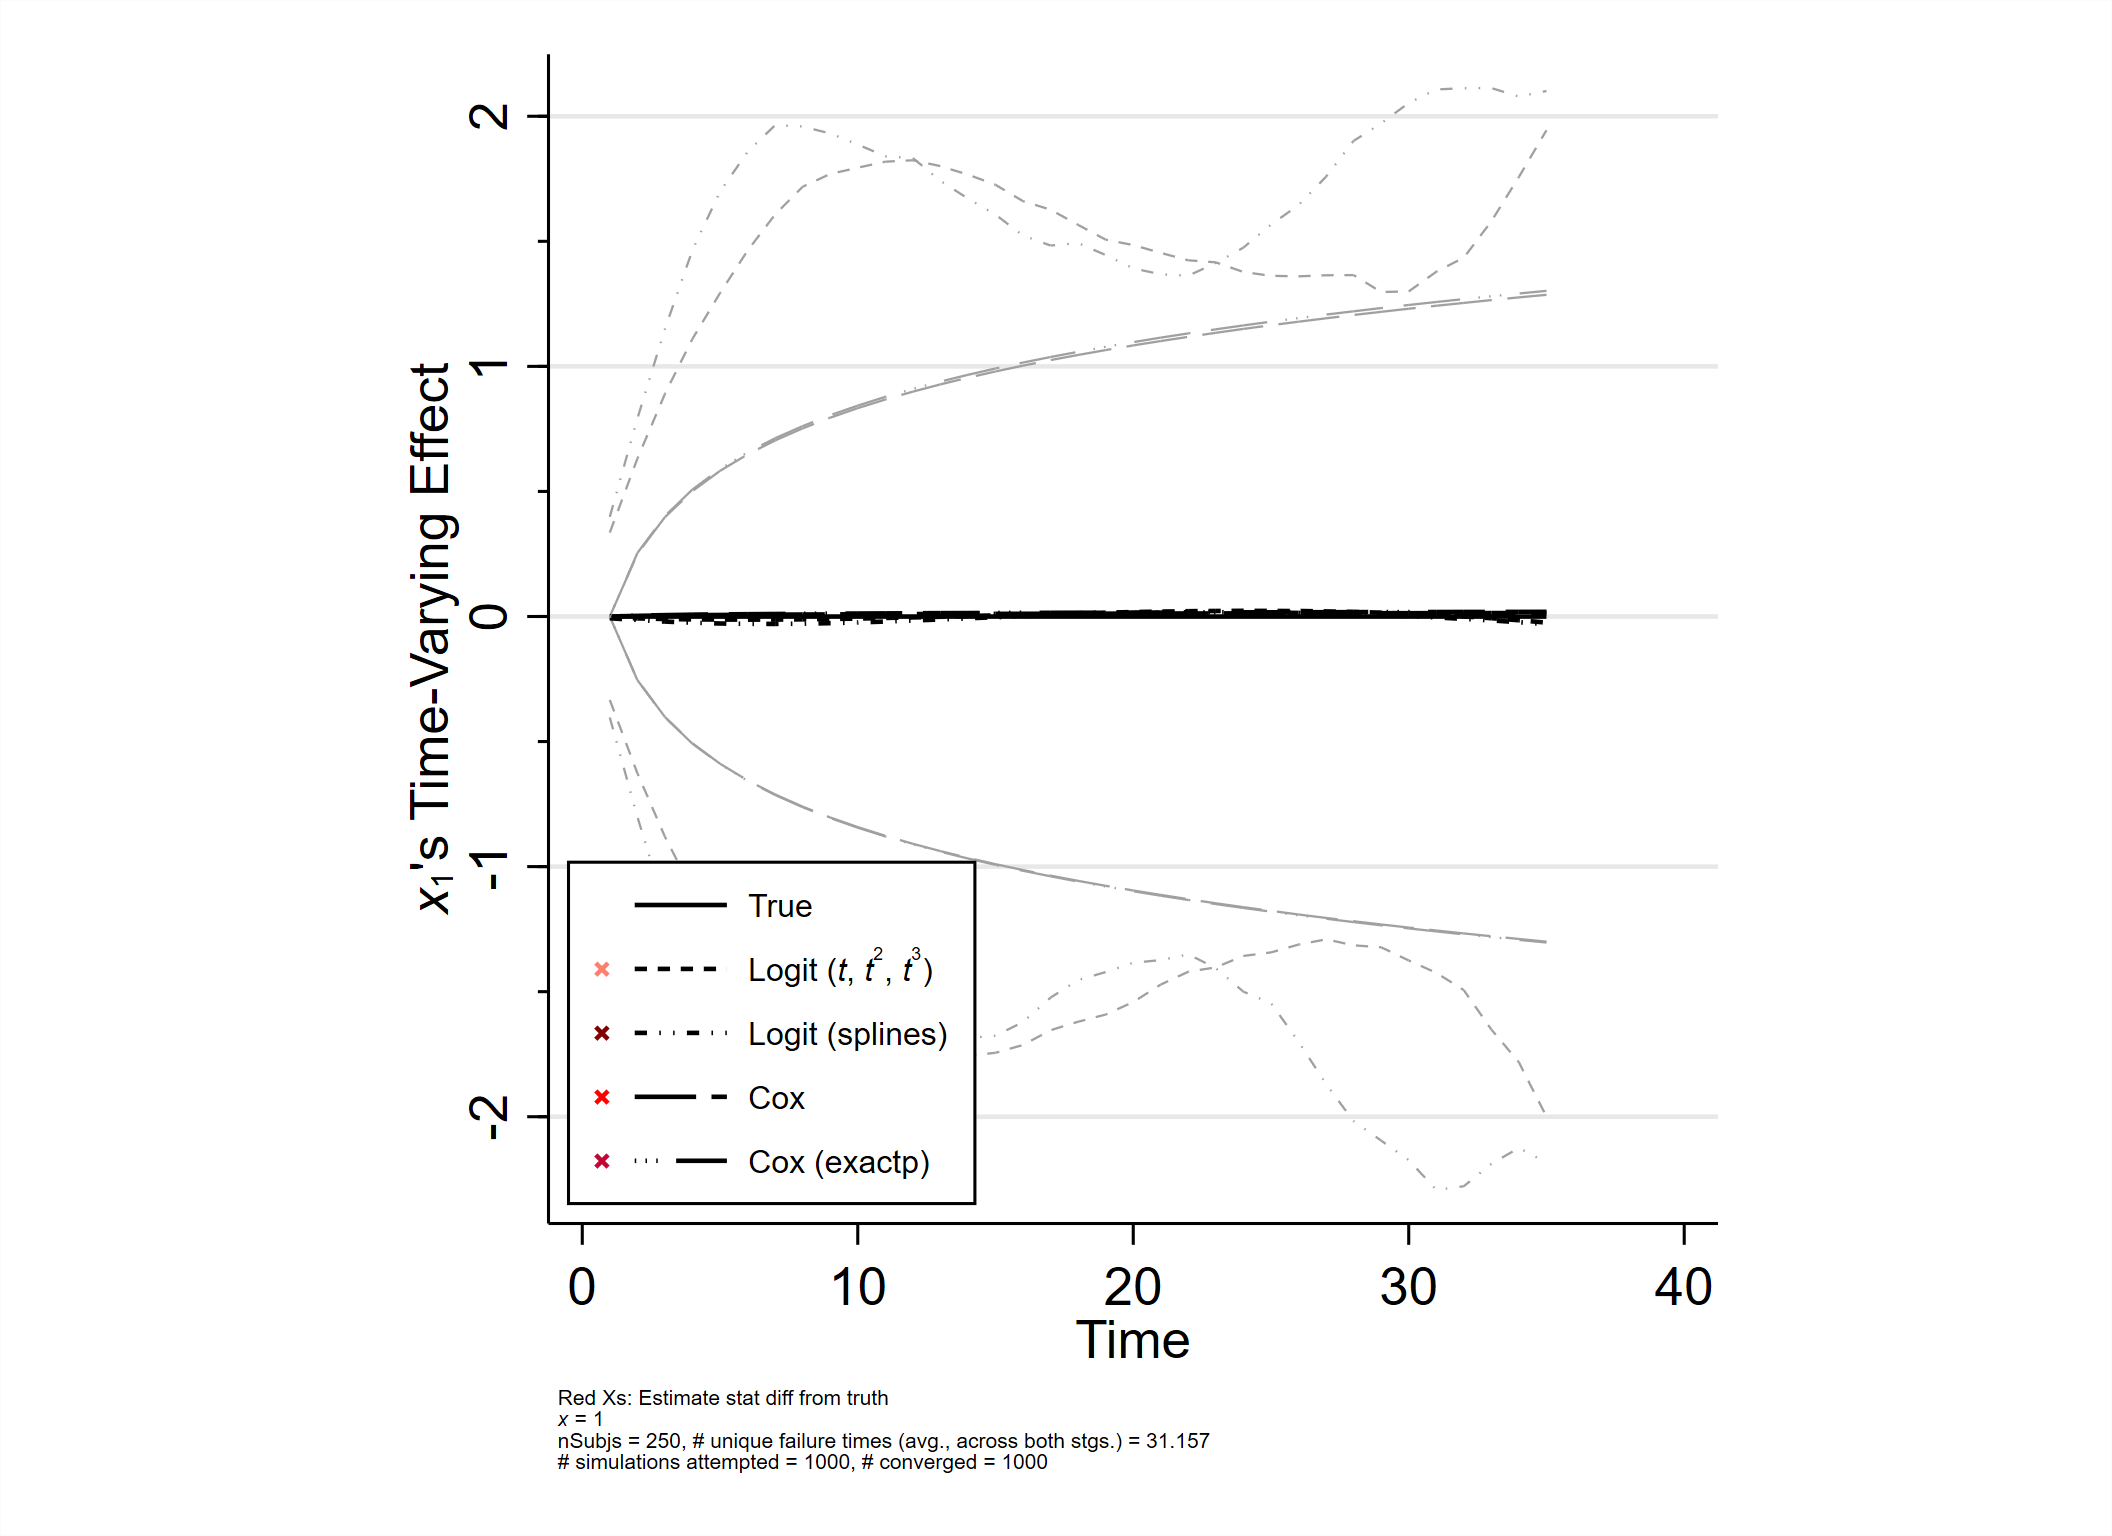 x₁'s Time-Varying Effect
2
1
0
-1
-2
True
Logit (t, t², t³)
Logit (splines)
Cox
Cox (exactp)
0 10 20 30 40
Time
Red Xs: Estimate stat diff from truth
x = 1
nSubjs = 250, # unique failure times (avg., across both stgs.) = 31.157
# simulations attempted = 1000, # converged = 1000